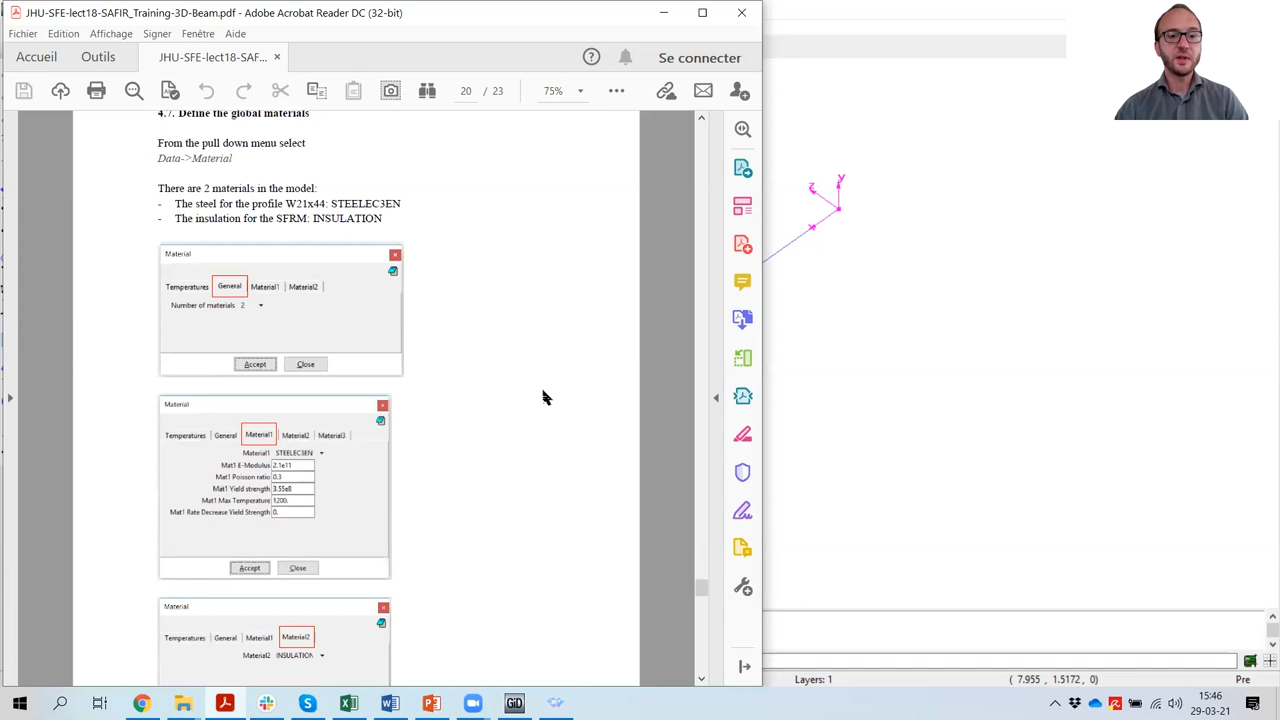 JHU-SFE-lect18-SAFIR_Training-3D-Beam.pdf - Adobe Acrobat Reader DC (32-bit)
Fichier Edition Affichage Signer Fenêtre Aide
Accueil Outils JHU-SFE-lect18-SAF... × Se connecter
20 / 23 75%
4.7. Define the global materials
From the pull down menu select
Data->Material
There are 2 materials in the model:
- The steel for the profile W21x44: STEELEC3EN
- The insulation for the SFRM: INSULATION
Material
Temperatures General Material1 Material2
Number of materials 2
Accept Close
Material
Temperatures General Material1 Material2 Material3
Material1 STEELEC3EN
Mat1 E-Modulus 2.1e11
Mat1 Poisson ratio 0.3
Mat1 Yield strength 3.55e8
Mat1 Max Temperature 1200.
Mat1 Rate Decrease Yield Strength 0.
Accept Close
Material
Temperatures General Material1 Material2
Material2 INSULATION
z y
x
Layers: 1 ( 7.955, 1.5172, 0) Pre
GiD
15:46
29-03-21